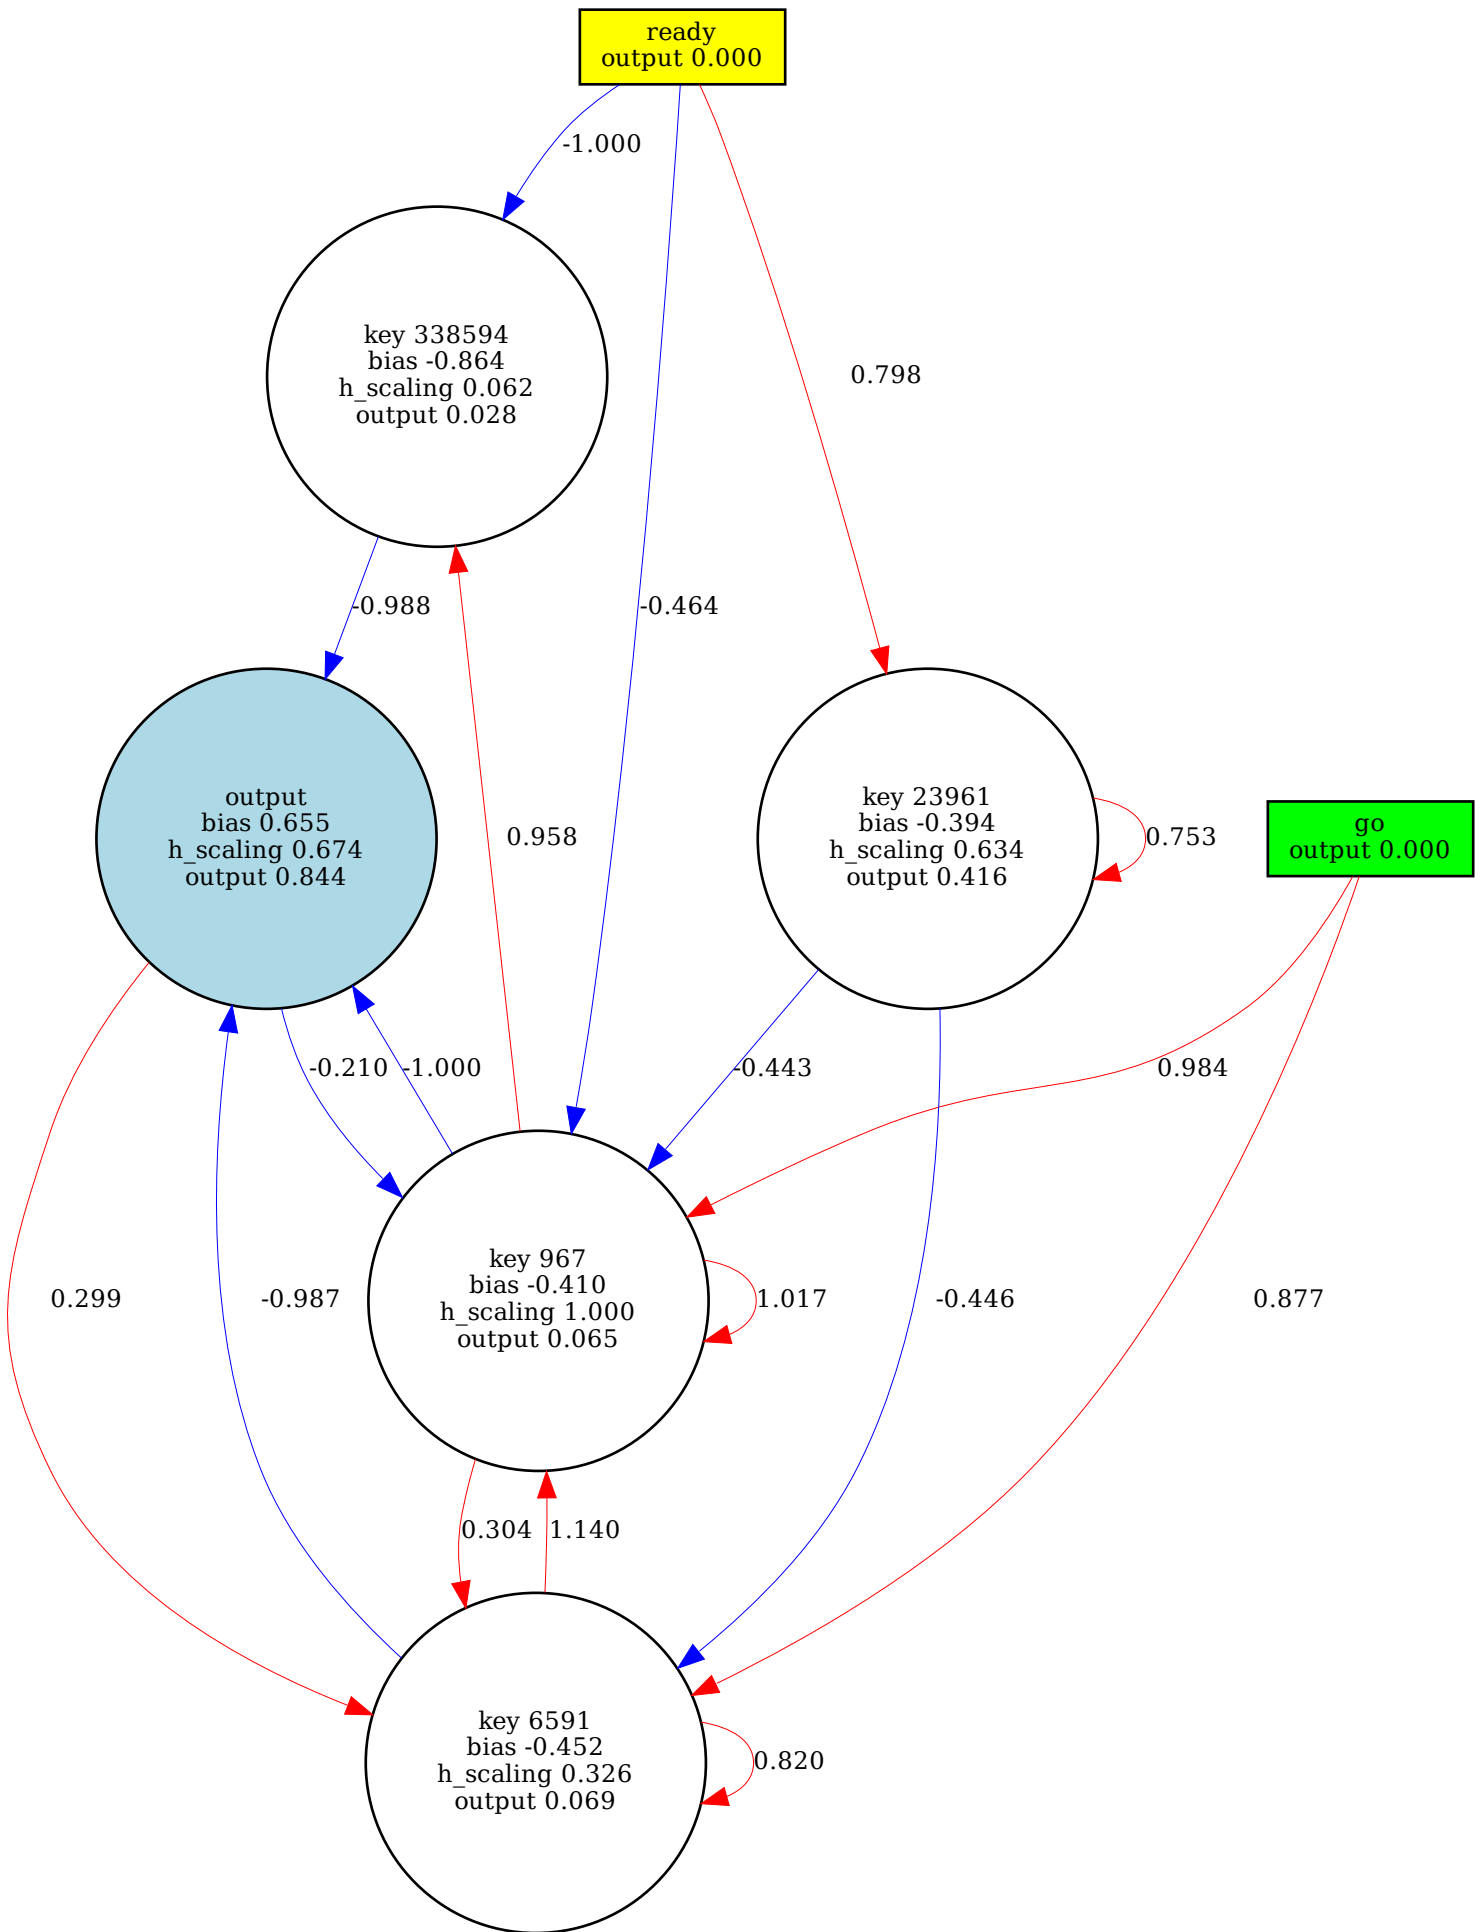 ready
output 0.000
-1.000
key 338594
bias -0.864
h_scaling 0.062
output 0.028
0.798
-0.988
-0.464
output
bias 0.655
h_scaling 0.674
output 0.844
0.958
key 23961
bias -0.394
h_scaling 0.634
output 0.416
0.753
go
output 0.000
-0.210
-1.000
-0.443
0.984
key 967
bias -0.410
h_scaling 1.000
output 0.065
0.299
-0.987
1.017
-0.446
0.877
0.304
1.140
key 6591
bias -0.452
h_scaling 0.326
output 0.069
0.820